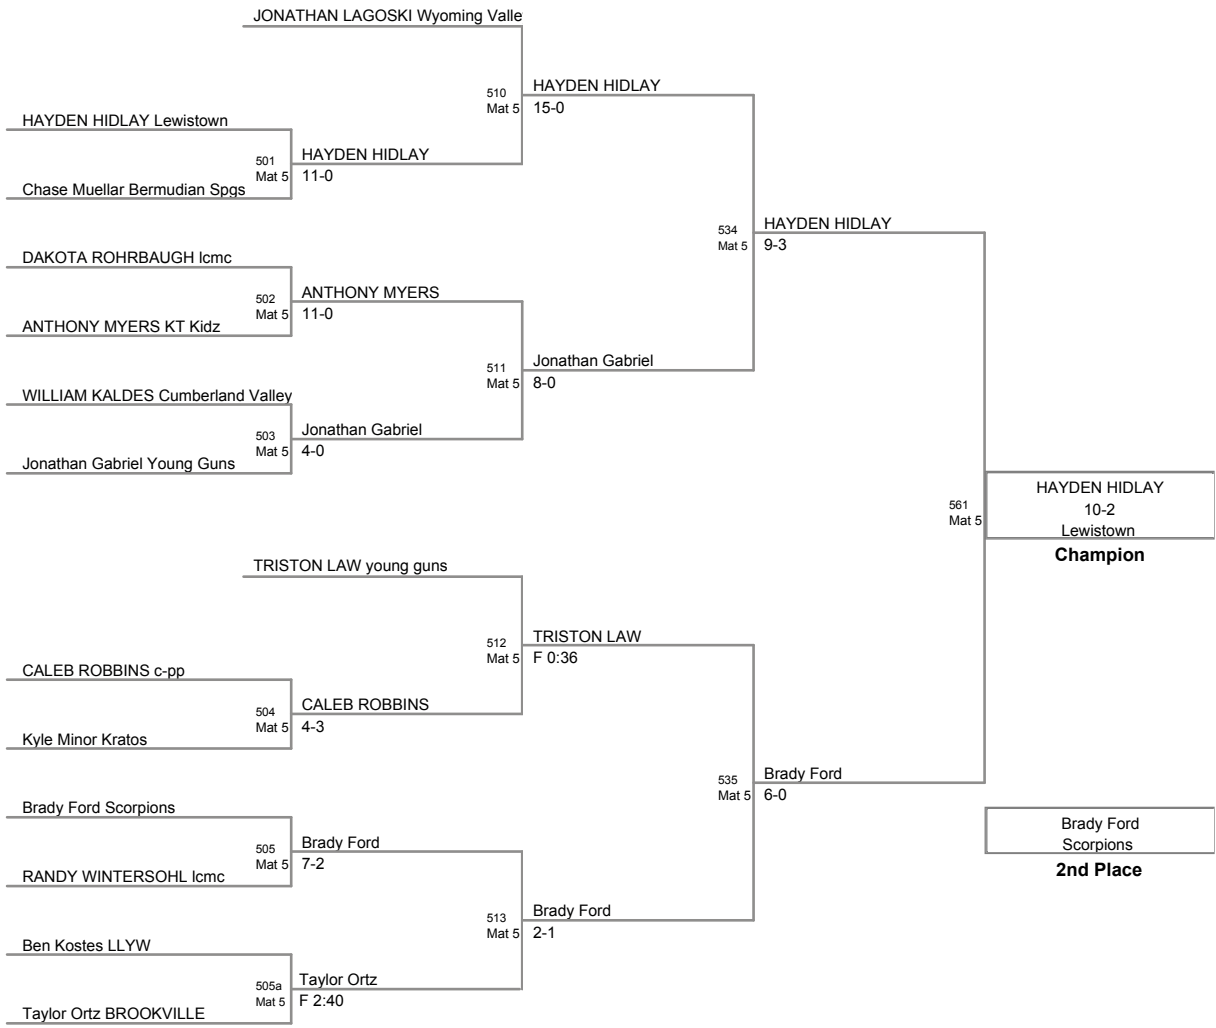 JONATHAN LAGOSKI Wyoming Valle
510
Mat 5
HAYDEN HIDLAY
15-0
HAYDEN HIDLAY Lewistown
501
Mat 5
HAYDEN HIDLAY
11-0
Chase Muellar Bermudian Spgs
534
Mat 5
HAYDEN HIDLAY
9-3
DAKOTA ROHRBAUGH lcmc
502
Mat 5
ANTHONY MYERS
11-0
ANTHONY MYERS KT Kidz
511
Mat 5
Jonathan Gabriel
8-0
WILLIAM KALDES Cumberland Valley
503
Mat 5
Jonathan Gabriel
4-0
Jonathan Gabriel Young Guns
561
Mat 5
HAYDEN HIDLAY
10-2
Lewistown
Champion
TRISTON LAW young guns
512
Mat 5
TRISTON LAW
F 0:36
CALEB ROBBINS c-pp
504
Mat 5
CALEB ROBBINS
4-3
Kyle Minor Kratos
535
Mat 5
Brady Ford
6-0
Brady Ford Scorpions
505
Mat 5
Brady Ford
7-2
RANDY WINTERSOHL lcmc
Brady Ford
Scorpions
2nd Place
513
Mat 5
Brady Ford
2-1
Ben Kostes LLYW
505a
Mat 5
Taylor Ortz
F 2:40
Taylor Ortz BROOKVILLE